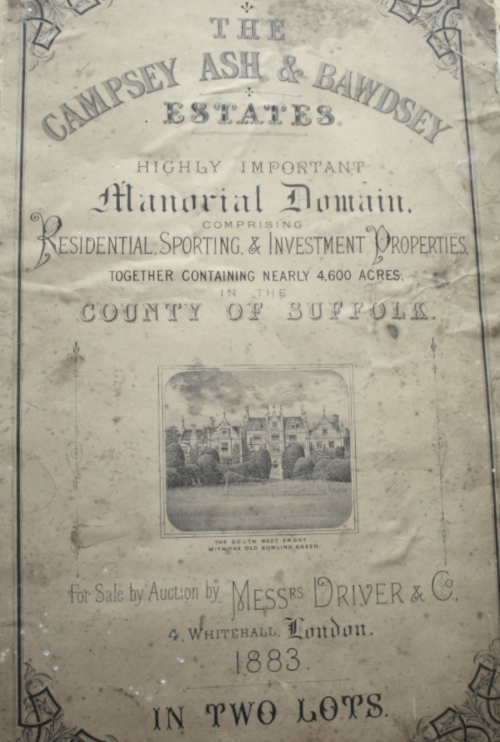 THE
CAMPSEY ASH & BAWDSEY
ESTATES.
HIGHLY IMPORTANT
Manorial Domain,
COMPRISING
RESIDENTIAL, SPORTING, & INVESTMENT PROPERTIES,
TOGETHER CONTAINING NEARLY 4,600 ACRES,
IN THE
COUNTY OF SUFFOLK.
THE SOUTH WEST FRONT
WITH THE OLD BOWLING GREEN.
For Sale by Auction by MESSRS DRIVER & Co.
4, WHITEHALL, London.
1883.
IN TWO LOTS.